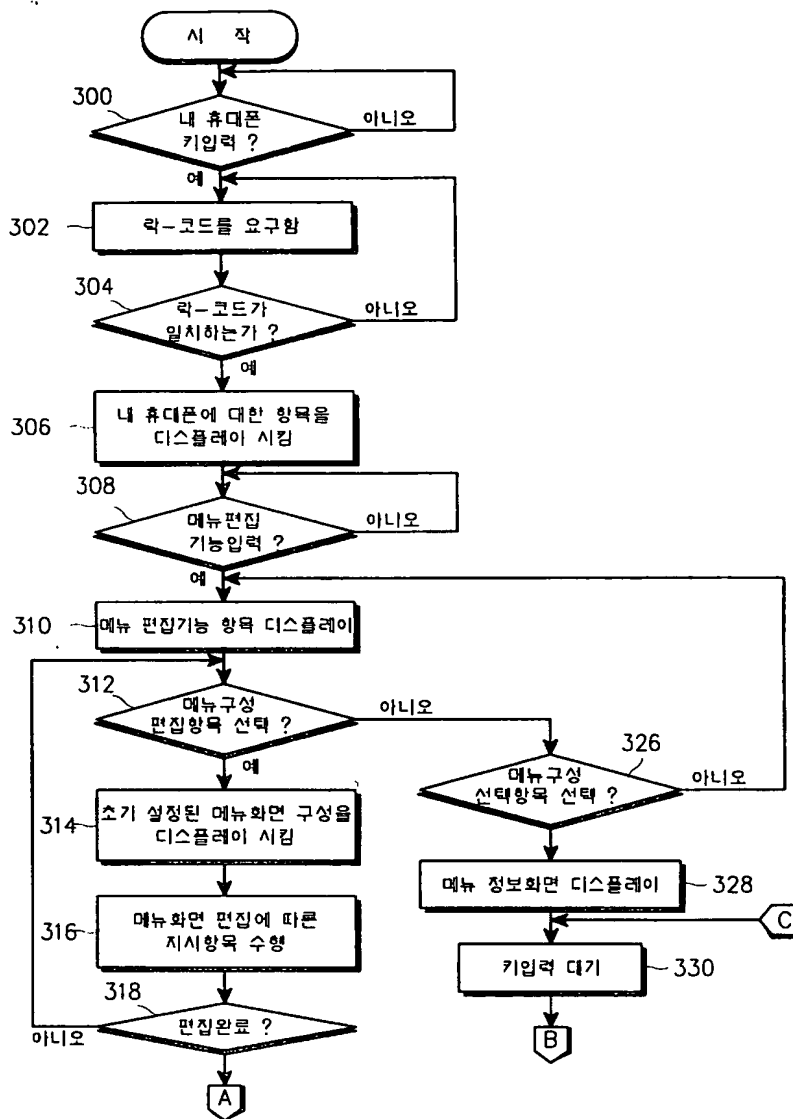 시 작
300
내 휴대폰
키입력 ?
아니오
예
302
락-코드를 요구함
304
락-코드가
일치하는가 ?
아니오
예
306
내 휴대폰에 대한 항목을
디스플레이 시킴
308
메뉴편집
기능입력 ?
아니오
예
310
메뉴 편집기능 항목 디스플레이
312
메뉴구성
편집항목 선택 ?
아니오
예
326
메뉴구성
선택항목 선택 ?
아니오
314
초기 설정된 메뉴화면 구성을
디스플레이 시킴
메뉴 정보화면 디스플레이
328
C
316
메뉴화면 편집에 따른
지시항목 수행
키입력 대기
330
318
편집완료 ?
아니오
B
A